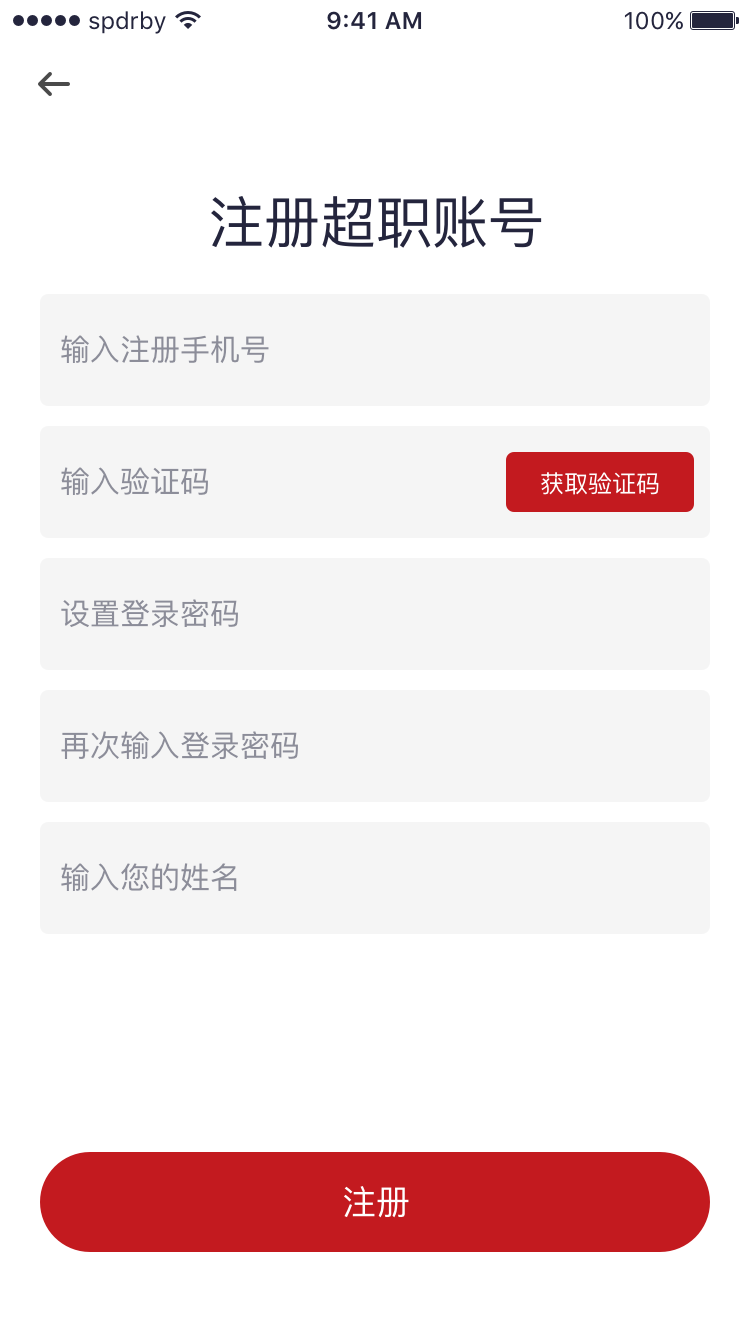 spdrby 9:41 AM 100%
注册超职账号
输入注册手机号
输入验证码 获取验证码
设置登录密码
再次输入登录密码
输入您的姓名
注册